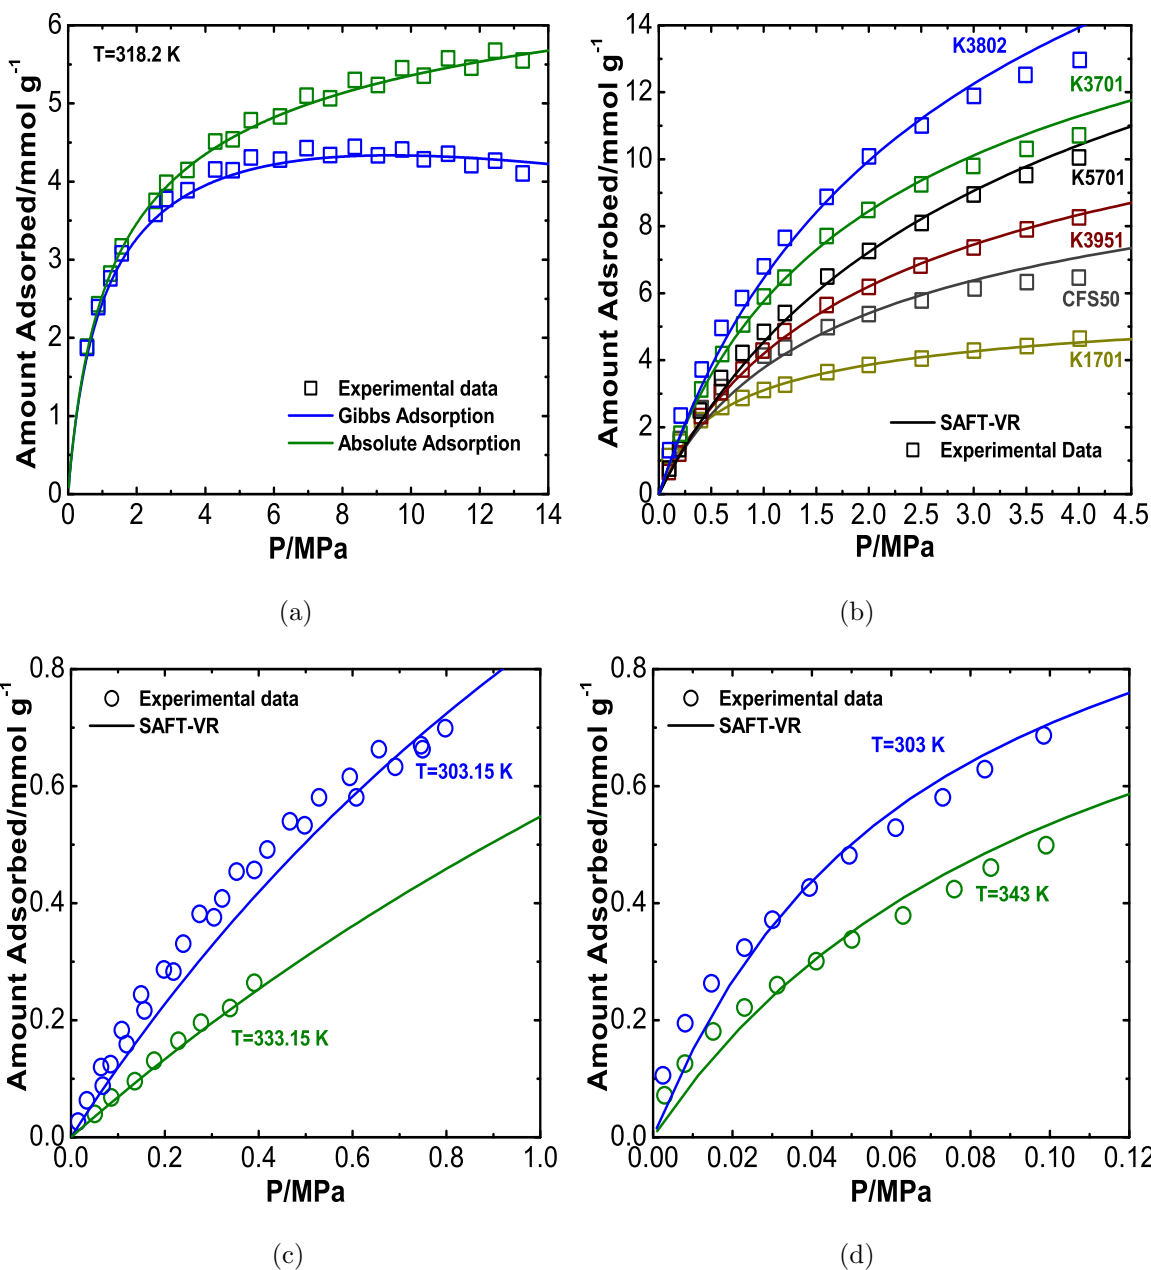 6
5
4
3
2
1
0
T=318.2 K
Amount Adsorbed/mmol g⁻¹
Experimental data
Gibbs Adsorption
Absolute Adsorption
0 2 4 6 8 10 12 14
P/MPa
(a)
14
12
10
8
6
4
2
0
Amount Adsrobed/mmol g⁻¹
K3802
K3701
K5701
K3951
CFS50
K1701
SAFT-VR
Experimental Data
0.0 0.5 1.0 1.5 2.0 2.5 3.0 3.5 4.0 4.5
P/MPa
(b)
0.8
0.6
0.4
0.2
0.0
Amount Adsorbed/mmol g⁻¹
Experimental data
SAFT-VR
T=303.15 K
T=333.15 K
0.0 0.2 0.4 0.6 0.8 1.0
P/MPa
(c)
0.8
0.6
0.4
0.2
0.0
Amount Adsorbed/mmol g⁻¹
Experimental data
SAFT-VR
T=303 K
T=343 K
0.00 0.02 0.04 0.06 0.08 0.10 0.12
P/MPa
(d)